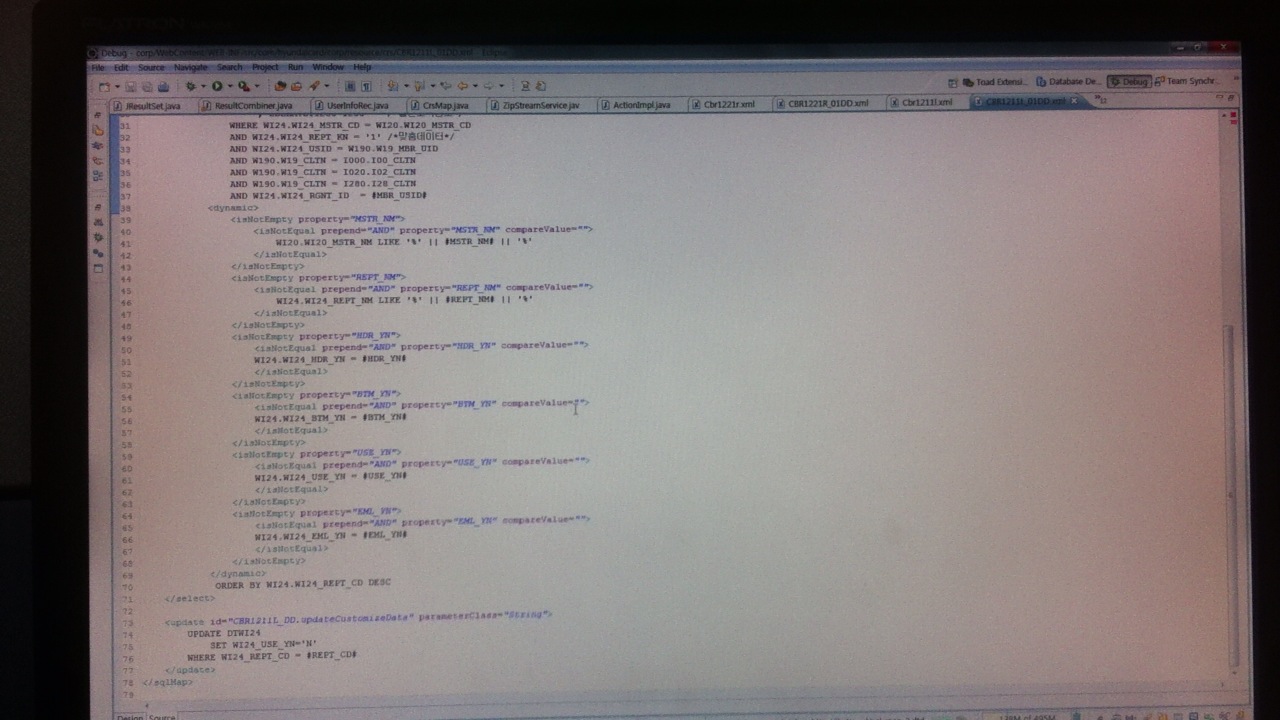 Debug - corp/WebContent/WEB-INF/src/com/hyundaicard/corp/resource/crs/CBR1211L_01DD.xml - Eclipse
File Edit Source Navigate Search Project Run Window Help
Toad Extensi... Database De... Debug Team Synchr...
JResultSet.java ResultCombiner.java UserInfoRec.java CrsMap.java ZipStreamService.jav ActionImpl.java Cbr1221r.xml CBR1221R_01DD.xml Cbr1211l.xml CBR1211L_01DD.xml
31 WHERE WI24.WI24_MSTR_CD = WI20.WI20_MSTR_CD
32 AND WI24.WI24_REPT_KN = '1' /*맞춤데이터*/
33 AND WI24.WI24_USID = W190.W19_MBR_UID
34 AND W190.W19_CLTN = I000.I00_CLTN
35 AND W190.W19_CLTN = I020.I02_CLTN
36 AND W190.W19_CLTN = I280.I28_CLTN
37 AND WI24.WI24_RGNT_ID = #MBR_USID#
38 <dynamic>
39 <isNotEmpty property="MSTR_NM">
40 <isNotEqual prepend="AND" property="MSTR_NM" compareValue="">
41 WI20.WI20_MSTR_NM LIKE '%' || #MSTR_NM# || '%'
42 </isNotEqual>
43 </isNotEmpty>
44 <isNotEmpty property="REPT_NM">
45 <isNotEqual prepend="AND" property="REPT_NM" compareValue="">
46 WI24.WI24_REPT_NM LIKE '%' || #REPT_NM# || '%'
47 </isNotEqual>
48 </isNotEmpty>
49 <isNotEmpty property="HDR_YN">
50 <isNotEqual prepend="AND" property="HDR_YN" compareValue="">
51 WI24.WI24_HDR_YN = #HDR_YN#
52 </isNotEqual>
53 </isNotEmpty>
54 <isNotEmpty property="BTM_YN">
55 <isNotEqual prepend="AND" property="BTM_YN" compareValue="">
56 WI24.WI24_BTM_YN = #BTM_YN#
57 </isNotEqual>
58 </isNotEmpty>
59 <isNotEmpty property="USE_YN">
60 <isNotEqual prepend="AND" property="USE_YN" compareValue="">
61 WI24.WI24_USE_YN = #USE_YN#
62 </isNotEqual>
63 </isNotEmpty>
64 <isNotEmpty property="EML_YN">
65 <isNotEqual prepend="AND" property="EML_YN" compareValue="">
66 WI24.WI24_EML_YN = #EML_YN#
67 </isNotEqual>
68 </isNotEmpty>
69 </dynamic>
70 ORDER BY WI24.WI24_REPT_CD DESC
71 </select>
72
73 <update id="CBR1211L_DD.updateCustomizeData" parameterClass="String">
74 UPDATE DTWI24
75 SET WI24_USE_YN='N'
76 WHERE WI24_REPT_CD = #REPT_CD#
77 </update>
78 </sqlMap>
79
Design Source
178M of 495M